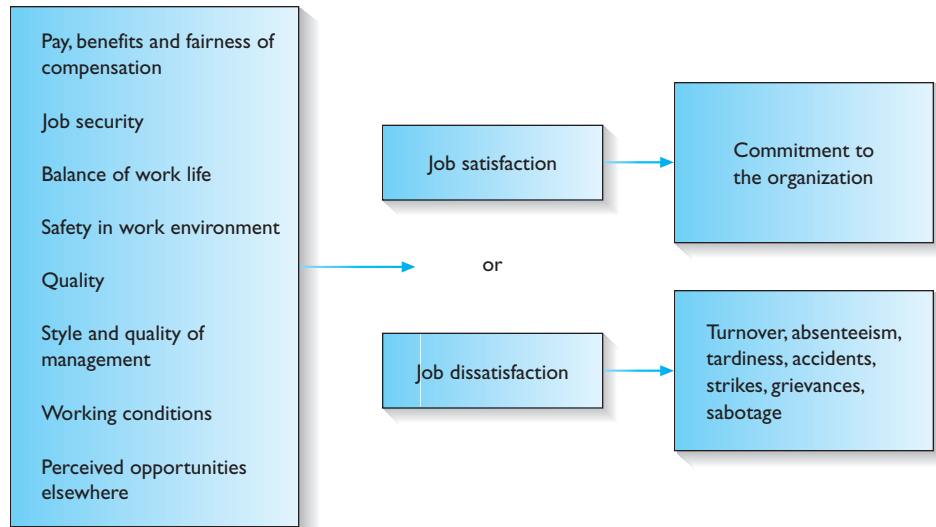 Pay, benefits and fairness of
compensation
Job security
Balance of work life
Safety in work environment
Quality
Style and quality of
management
Working conditions
Perceived opportunities
elsewhere
Job satisfaction
or
Job dissatisfaction
Commitment to
the organization
Turnover, absenteeism,
tardiness, accidents,
strikes, grievances,
sabotage